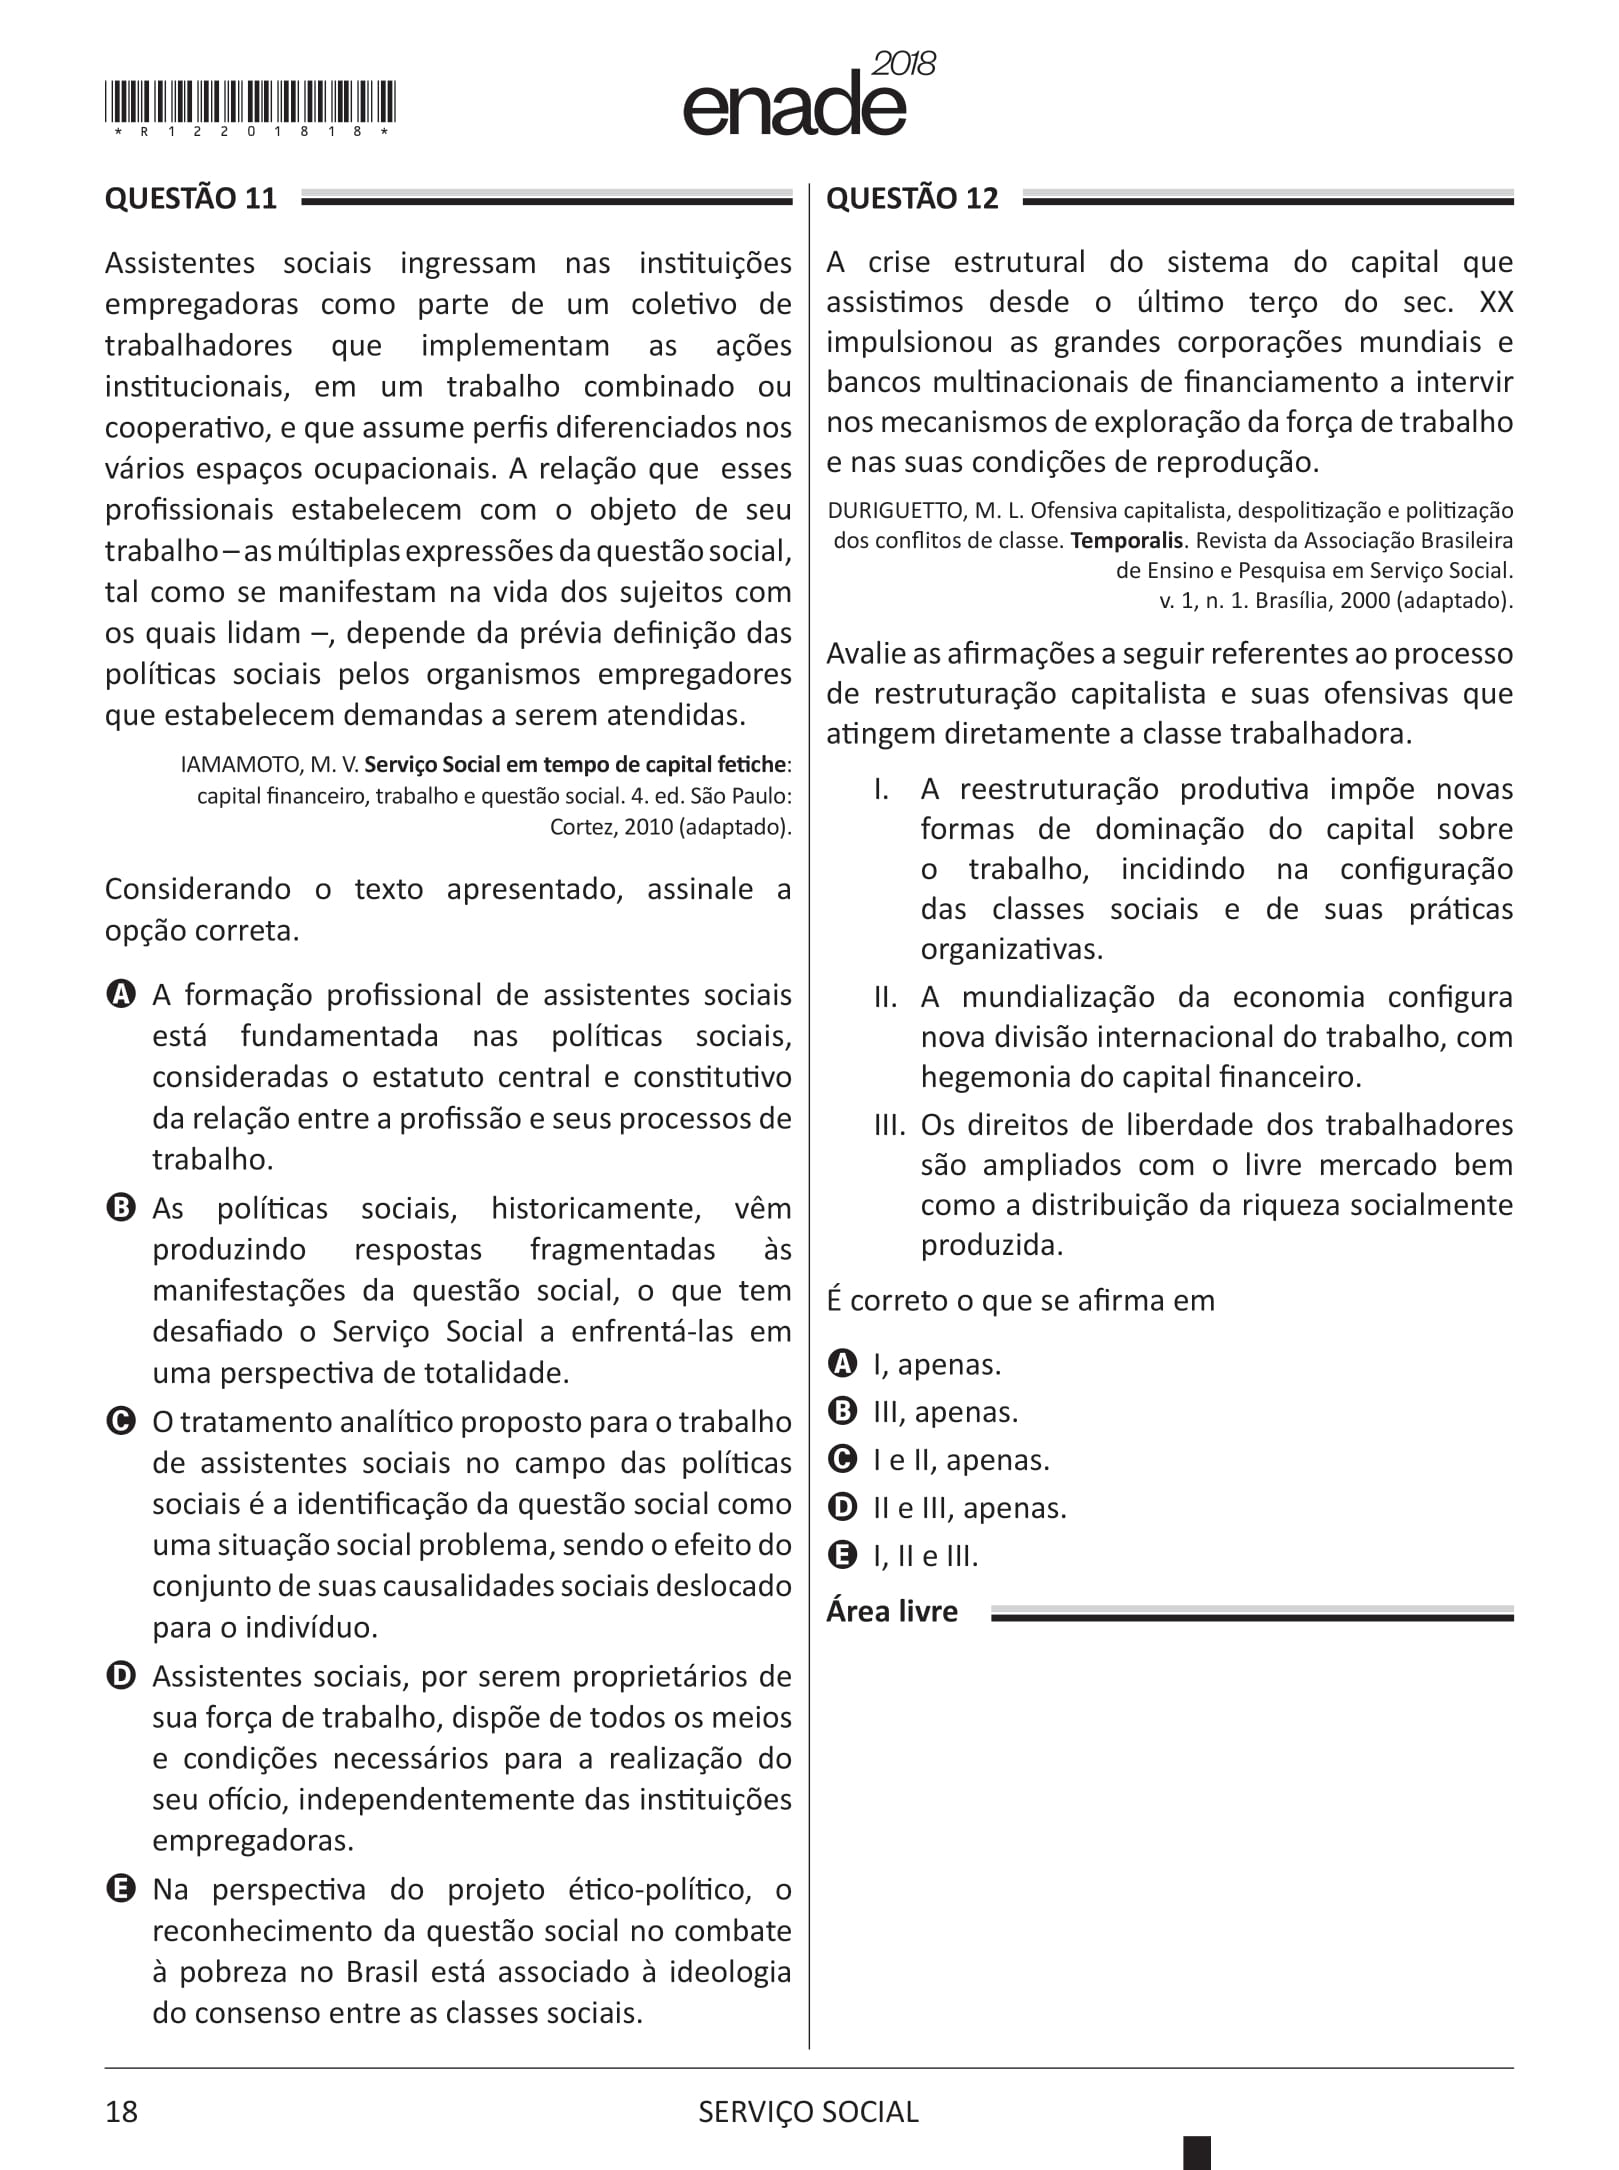 * R 1 2 2 0 1 8 1 8 *
enade 2018
QUESTÃO 11
Assistentes sociais ingressam nas instituições
empregadoras como parte de um coletivo de
trabalhadores que implementam as ações
institucionais, em um trabalho combinado ou
cooperativo, e que assume perfis diferenciados nos
vários espaços ocupacionais. A relação que esses
profissionais estabelecem com o objeto de seu
trabalho – as múltiplas expressões da questão social,
tal como se manifestam na vida dos sujeitos com
os quais lidam –, depende da prévia definição das
políticas sociais pelos organismos empregadores
que estabelecem demandas a serem atendidas.
IAMAMOTO, M. V. Serviço Social em tempo de capital fetiche:
capital financeiro, trabalho e questão social. 4. ed. São Paulo:
Cortez, 2010 (adaptado).
Considerando o texto apresentado, assinale a
opção correta.
A A formação profissional de assistentes sociais
está fundamentada nas políticas sociais,
consideradas o estatuto central e constitutivo
da relação entre a profissão e seus processos de
trabalho.
B As políticas sociais, historicamente, vêm
produzindo respostas fragmentadas às
manifestações da questão social, o que tem
desafiado o Serviço Social a enfrentá-las em
uma perspectiva de totalidade.
C O tratamento analítico proposto para o trabalho
de assistentes sociais no campo das políticas
sociais é a identificação da questão social como
uma situação social problema, sendo o efeito do
conjunto de suas causalidades sociais deslocado
para o indivíduo.
D Assistentes sociais, por serem proprietários de
sua força de trabalho, dispõe de todos os meios
e condições necessários para a realização do
seu ofício, independentemente das instituições
empregadoras.
E Na perspectiva do projeto ético-político, o
reconhecimento da questão social no combate
à pobreza no Brasil está associado à ideologia
do consenso entre as classes sociais.
QUESTÃO 12
A crise estrutural do sistema do capital que
assistimos desde o último terço do sec. XX
impulsionou as grandes corporações mundiais e
bancos multinacionais de financiamento a intervir
nos mecanismos de exploração da força de trabalho
e nas suas condições de reprodução.
DURIGUETTO, M. L. Ofensiva capitalista, despolitização e politização
dos conflitos de classe. Temporalis. Revista da Associação Brasileira
de Ensino e Pesquisa em Serviço Social.
v. 1, n. 1. Brasília, 2000 (adaptado).
Avalie as afirmações a seguir referentes ao processo
de restruturação capitalista e suas ofensivas que
atingem diretamente a classe trabalhadora.
I. A reestruturação produtiva impõe novas
formas de dominação do capital sobre
o trabalho, incidindo na configuração
das classes sociais e de suas práticas
organizativas.
II. A mundialização da economia configura
nova divisão internacional do trabalho, com
hegemonia do capital financeiro.
III. Os direitos de liberdade dos trabalhadores
são ampliados com o livre mercado bem
como a distribuição da riqueza socialmente
produzida.
É correto o que se afirma em
A I, apenas.
B III, apenas.
C I e II, apenas.
D II e III, apenas.
E I, II e III.
Área livre
18
SERVIÇO SOCIAL